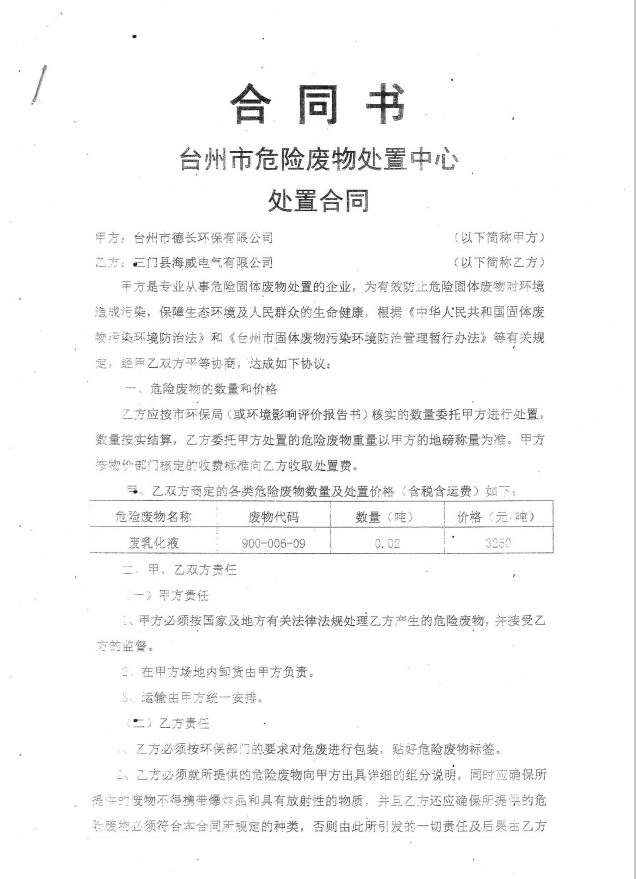 合同书
台州市危险废物处置中心
处置合同
甲方：台州市德长环保有限公司 （以下简称甲方）
乙方：三门县海威电气有限公司 （以下简称乙方）
甲方是专业从事危险固体废物处置的企业，为有效防止危险固体废物对环境
造成污染，保障生态环境及人民群众的生命健康，根据《中华人民共和国固体废
物污染环境防治法》和《台州市固体废物污染环境防治管理暂行办法》等有关规
定，经甲乙双方平等协商，达成如下协议：
一、危险废物的数量和价格
乙方应按市环保局（或环境影响评价报告书）核实的数量委托甲方进行处置，
数量按实结算，乙方委托甲方处置的危险废物重量以甲方的地磅称量为准。甲方
按物价部门核定的收费标准向乙方收取处置费。
、乙双方商定的各类危险废物数量及处置价格（含税含运费）如下：
危险废物名称 废物代码 数量（吨） 价格（元/吨）
废乳化液 900-006-09 0.02 3250
二、甲、乙双方责任
（一）甲方责任
1、甲方必须按国家及地方有关法律法规处理乙方产生的危险废物，并接受乙
方的监督。
2、在甲方场地内卸货由甲方负责。
3、运输由甲方统一安排。
（二）乙方责任
1、乙方必须按环保部门的要求对危废进行包装，贴好危险废物标签。
2、乙方必须就所提供的危险废物向甲方出具详细的组分说明，同时应确保所
提供的废物不得携带爆炸品和具有放射性的物质，并且乙方还应确保所提供的危
险废物必须符合本合同所规定的种类，否则由此所引发的一切责任及后果由乙方